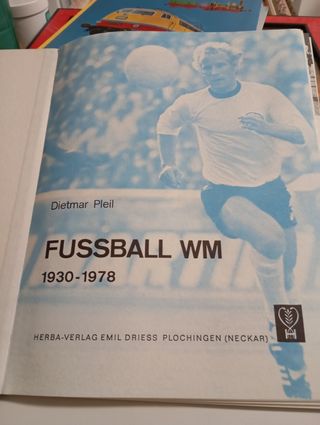 Dietmar Pleil
FUSSBALL WM
1930-1978
HERBA-VERLAG EMIL DRIESS PLOCHINGEN (NECKAR)